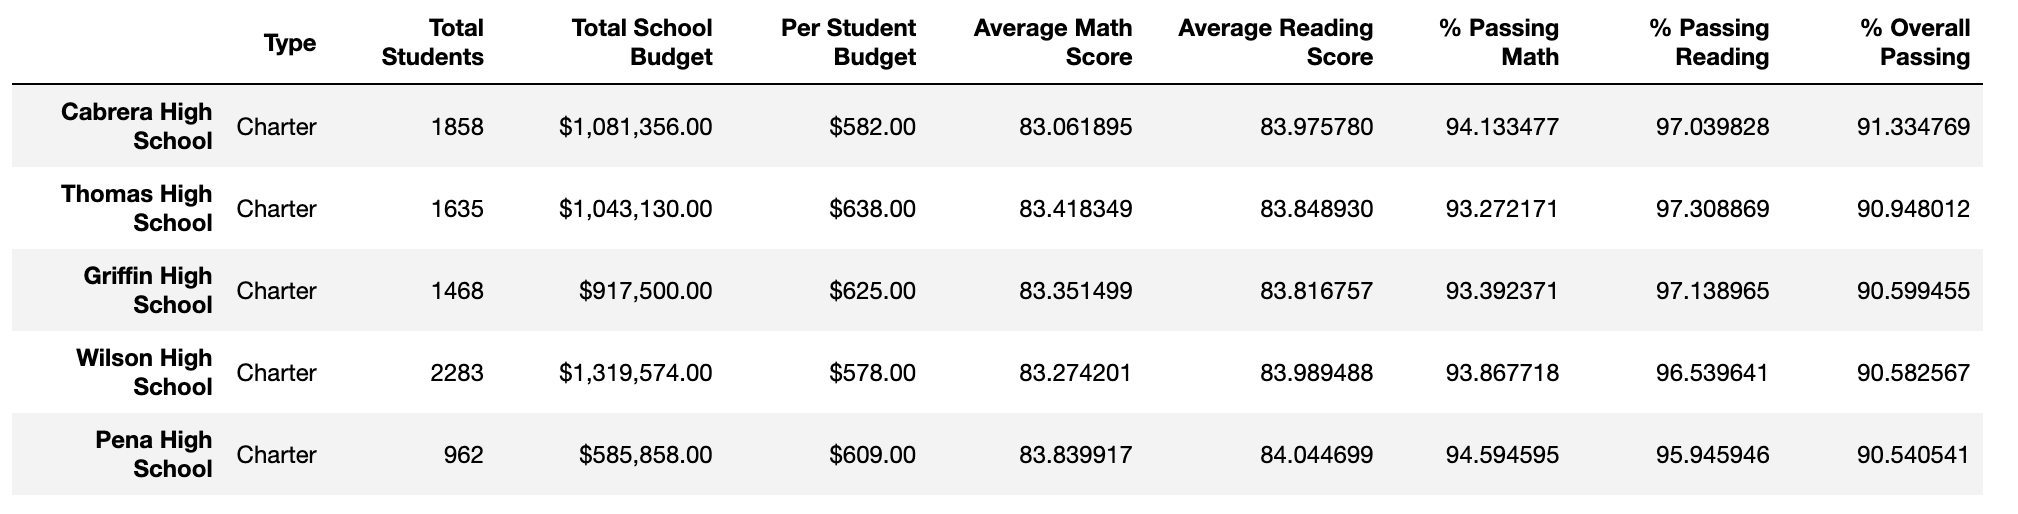 Type Total Students Total School Budget Per Student Budget Average Math Score Average Reading Score % Passing Math % Passing Reading % Overall Passing
Cabrera High School Charter 1858 $1,081,356.00 $582.00 83.061895 83.975780 94.133477 97.039828 91.334769
Thomas High School Charter 1635 $1,043,130.00 $638.00 83.418349 83.848930 93.272171 97.308869 90.948012
Griffin High School Charter 1468 $917,500.00 $625.00 83.351499 83.816757 93.392371 97.138965 90.599455
Wilson High School Charter 2283 $1,319,574.00 $578.00 83.274201 83.989488 93.867718 96.539641 90.582567
Pena High School Charter 962 $585,858.00 $609.00 83.839917 84.044699 94.594595 95.945946 90.540541